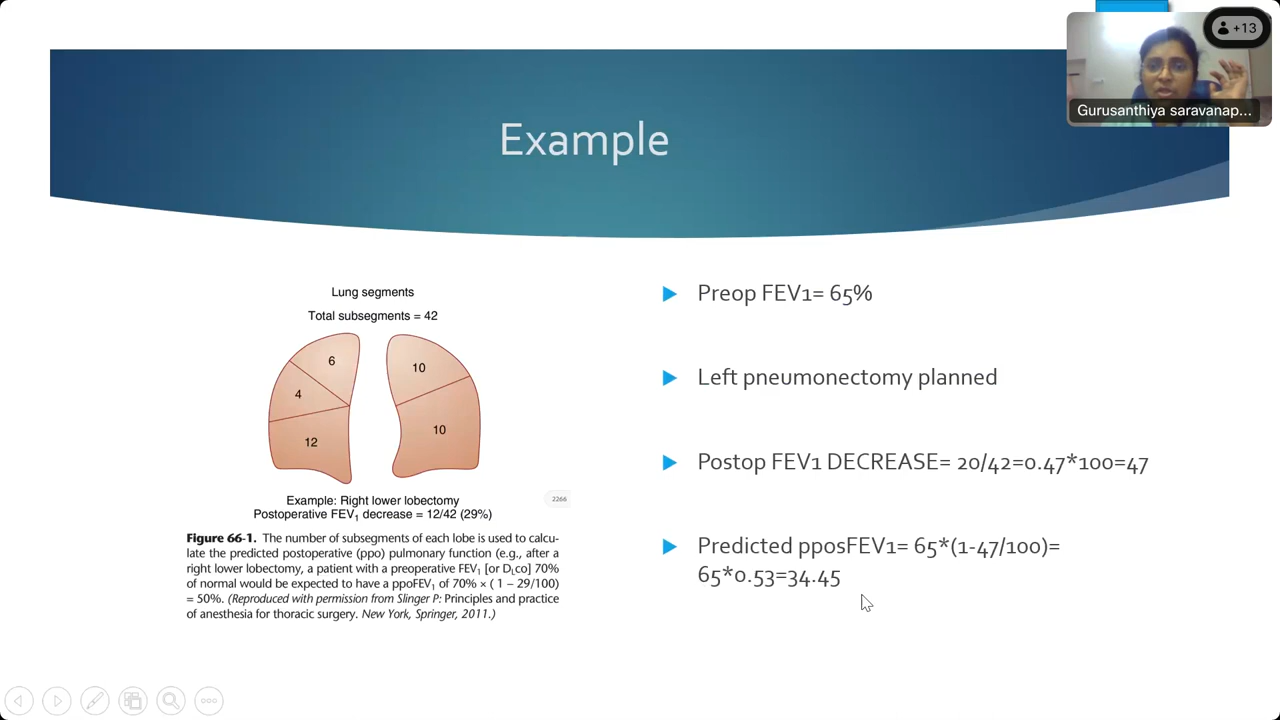 +13
Gurusanthiya saravanap...
Example
Lung segments
Total subsegments = 42
6
10
4
12
10
Example: Right lower lobectomy
Postoperative FEV1 decrease = 12/42 (29%)
2266
Figure 66-1. The number of subsegments of each lobe is used to calcu-
late the predicted postoperative (ppo) pulmonary function (e.g., after a
right lower lobectomy, a patient with a preoperative FEV1 [or DLco] 70%
of normal would be expected to have a ppoFEV1 of 70% × ( 1 − 29/100)
= 50%. (Reproduced with permission from Slinger P: Principles and practice
of anesthesia for thoracic surgery. New York, Springer, 2011.)
Preop FEV1= 65%
Left pneumonectomy planned
Postop FEV1 DECREASE= 20/42=0.47*100=47
Predicted pposFEV1= 65*(1-47/100)=
65*0.53=34.45